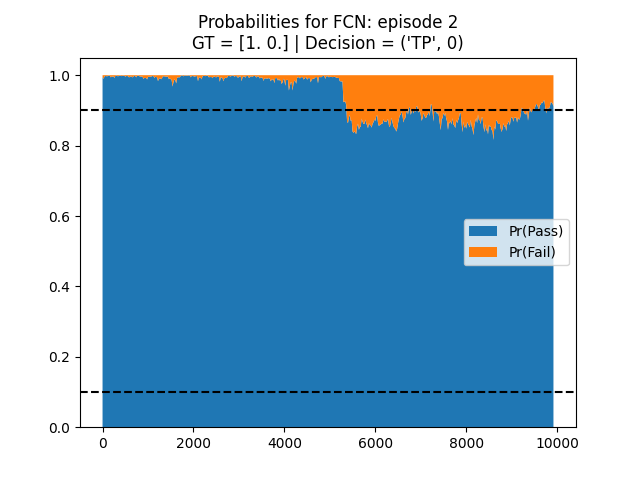 Probabilities for FCN: episode 2
GT = [1. 0.] | Decision = ('TP', 0)
1.0
0.8
0.6
0.4
0.2
0.0
Pr(Pass)
Pr(Fail)
0 2000 4000 6000 8000 10000